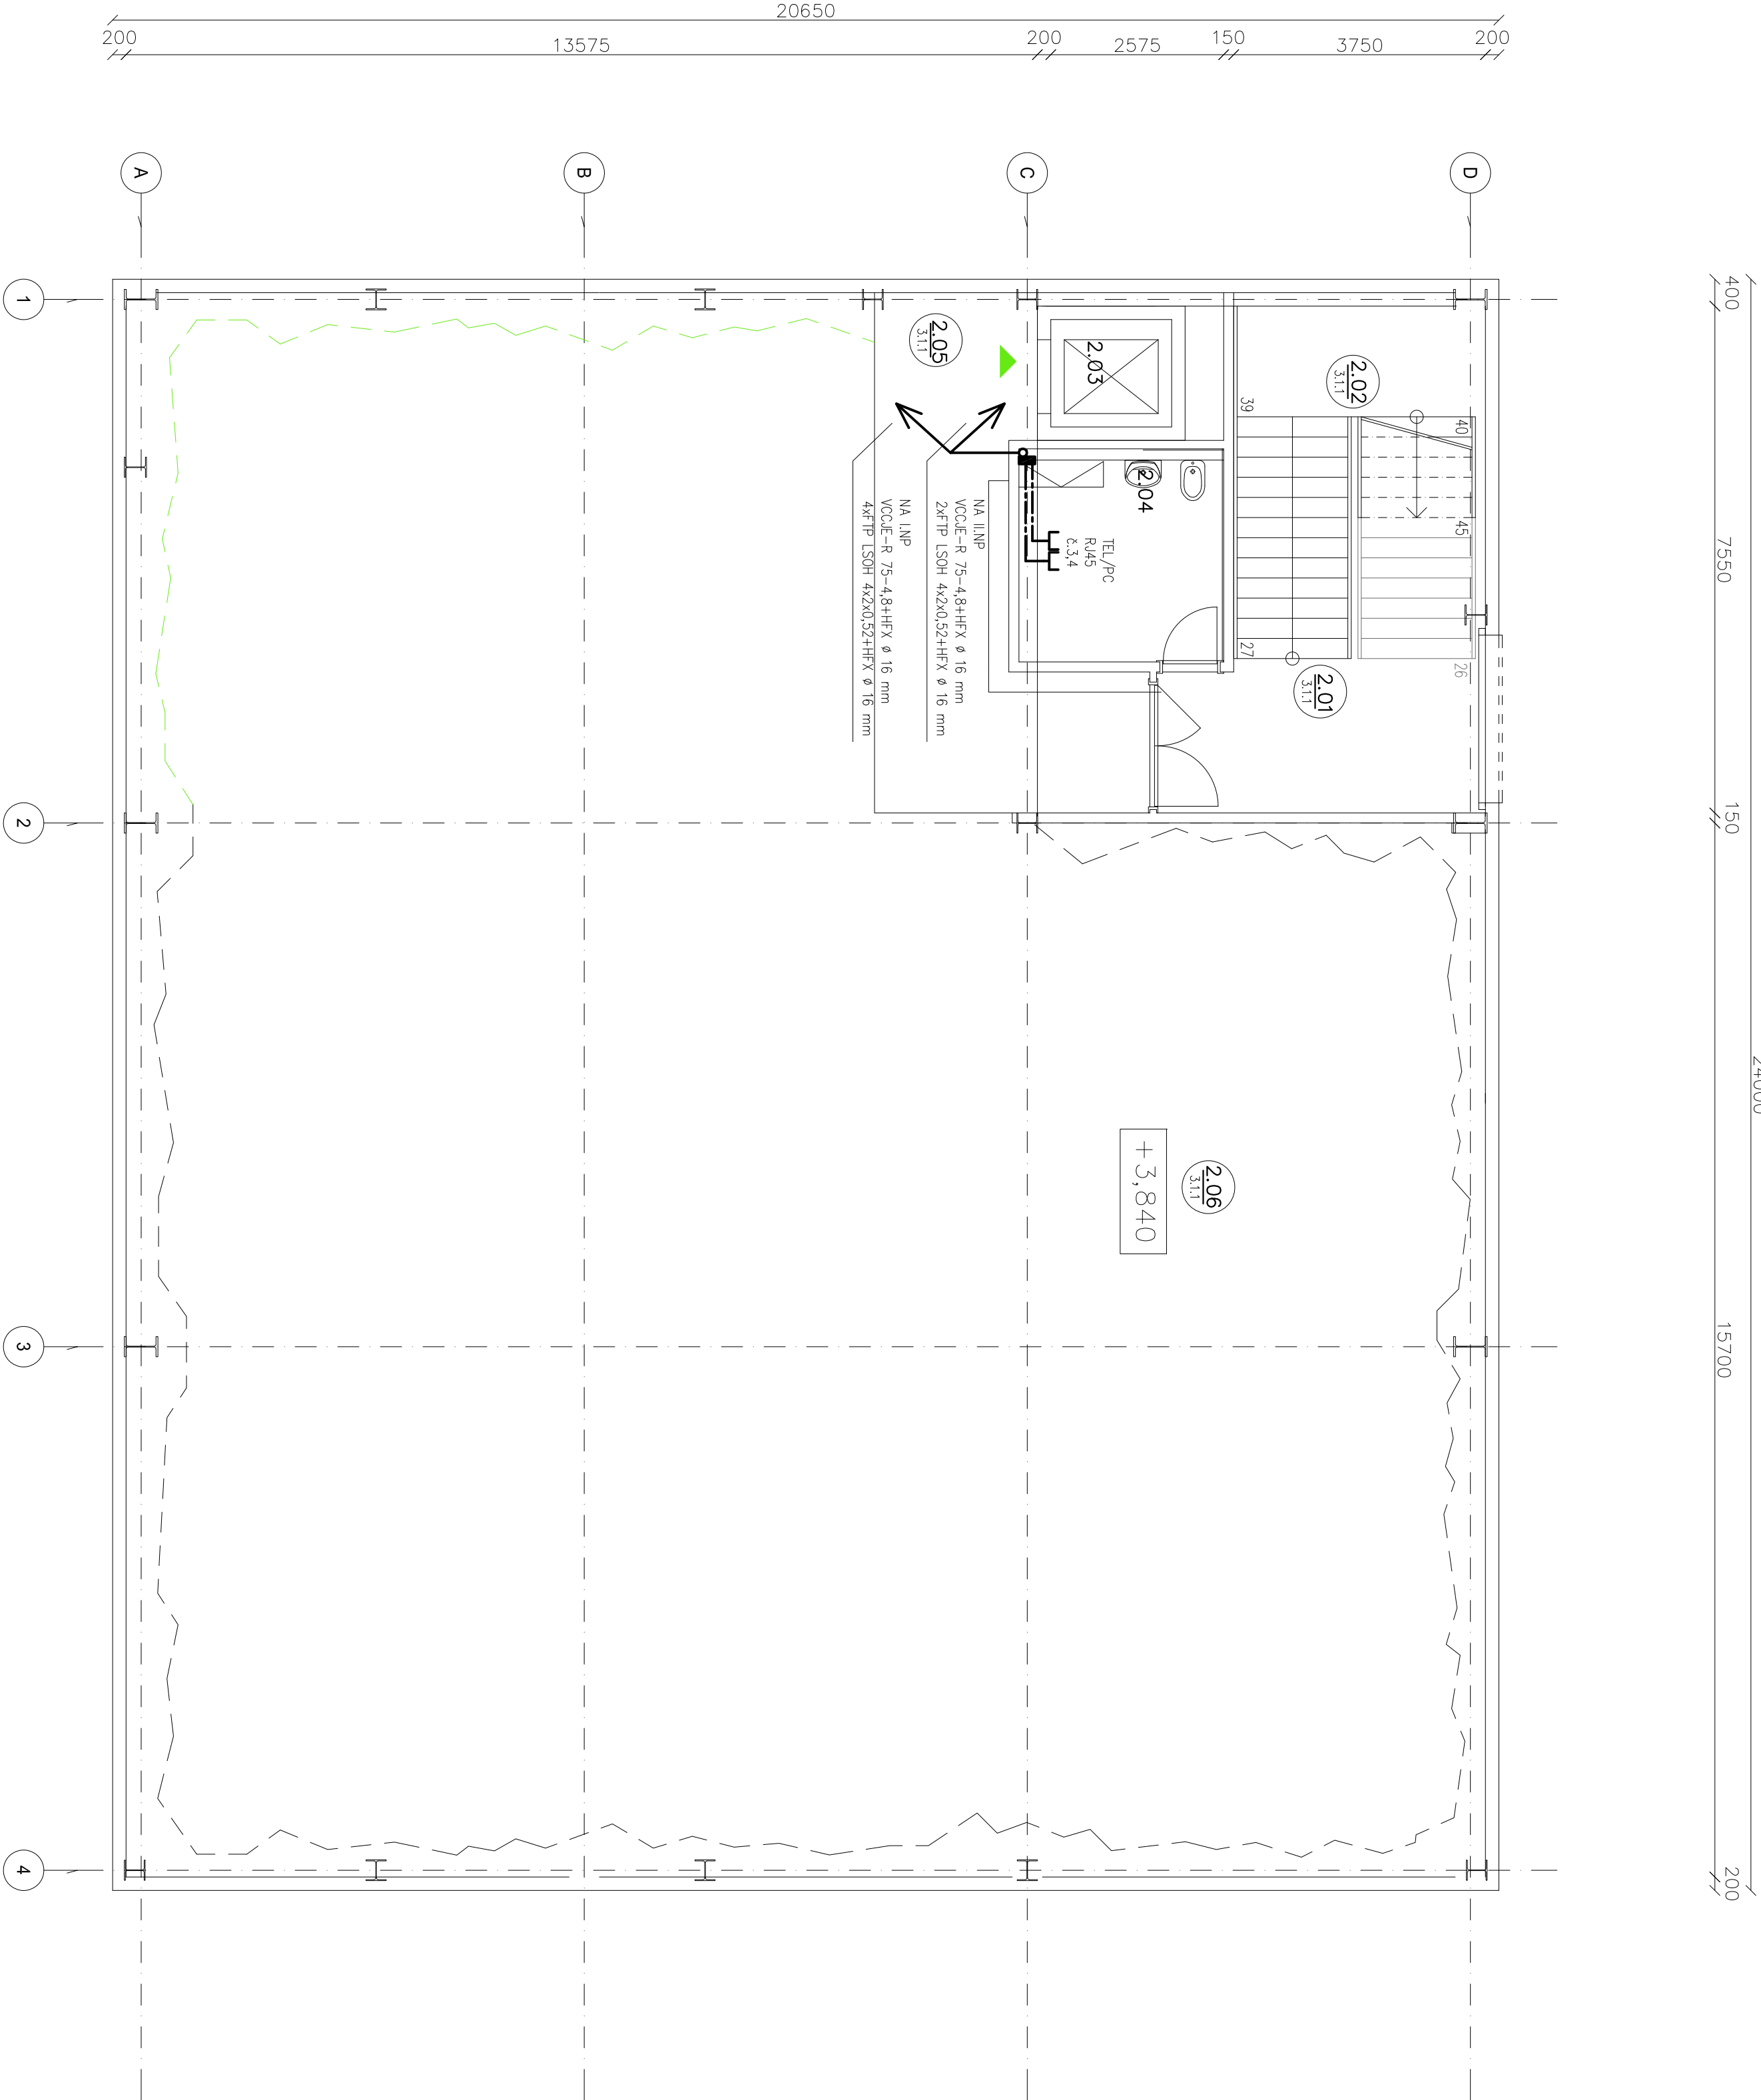 20650
200
13575
200
2575
150
3750
200
A
B
C
D
400
7550
150
24000
15700
200
1
2
3
4
2.05
3.1.1
2.03
2.02
3.1.1
39
40
45
2.04
27
26
2.01
3.1.1
TEL/PC
RJ45
č.3,4
NA II.NP
VCCJE-R 75-4,8+HFX ø 16 mm
2xFTP LSOH 4x2x0,52+HFX ø 16 mm
NA I.NP
VCCJE-R 75-4,8+HFX ø 16 mm
4xFTP LSOH 4x2x0,52+HFX ø 16 mm
2.06
3.1.1
+3,840